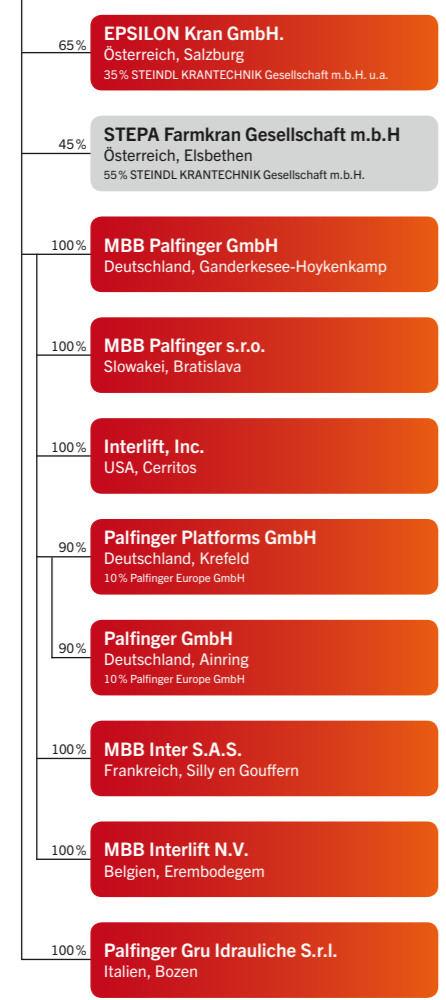 65 %
EPSILON Kran GmbH.
Österreich, Salzburg
35 % STEINDL KRANTECHNIK Gesellschaft m.b.H. u.a.
45 %
STEPA Farmkran Gesellschaft m.b.H
Österreich, Elsbethen
55 % STEINDL KRANTECHNIK Gesellschaft m.b.H.
100 %
MBB Palfinger GmbH
Deutschland, Ganderkesee-Hoykenkamp
100 %
MBB Palfinger s.r.o.
Slowakei, Bratislava
100 %
Interlift, Inc.
USA, Cerritos
90 %
Palfinger Platforms GmbH
Deutschland, Krefeld
10 % Palfinger Europe GmbH
90 %
Palfinger GmbH
Deutschland, Ainring
10 % Palfinger Europe GmbH
100 %
MBB Inter S.A.S.
Frankreich, Silly en Gouffern
100 %
MBB Interlift N.V.
Belgien, Erembodegem
100 %
Palfinger Gru Idrauliche S.r.l.
Italien, Bozen